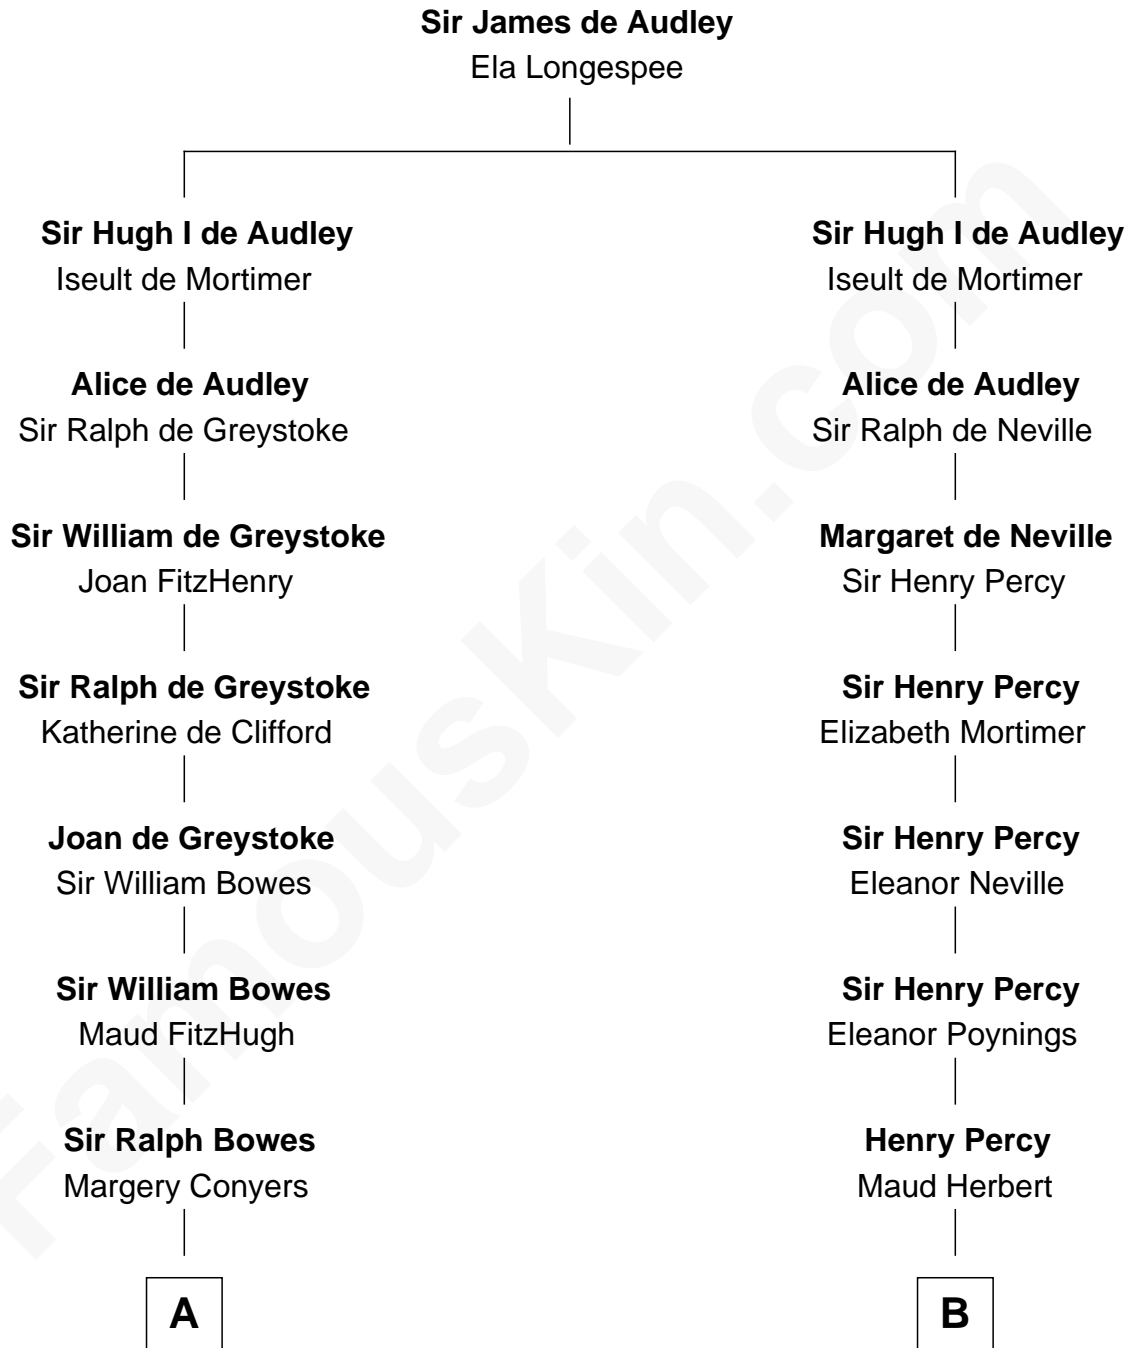 Sir James de Audley
Ela Longespee
Sir Hugh I de Audley
Iseult de Mortimer
Sir Hugh I de Audley
Iseult de Mortimer
Alice de Audley
Sir Ralph de Greystoke
Alice de Audley
Sir Ralph de Neville
Sir William de Greystoke
Joan FitzHenry
Margaret de Neville
Sir Henry Percy
Sir Ralph de Greystoke
Katherine de Clifford
Sir Henry Percy
Elizabeth Mortimer
Joan de Greystoke
Sir William Bowes
Sir Henry Percy
Eleanor Neville
Sir William Bowes
Maud FitzHugh
Sir Henry Percy
Eleanor Poynings
Sir Ralph Bowes
Margery Conyers
Henry Percy
Maud Herbert
A
B
FamousKin.com